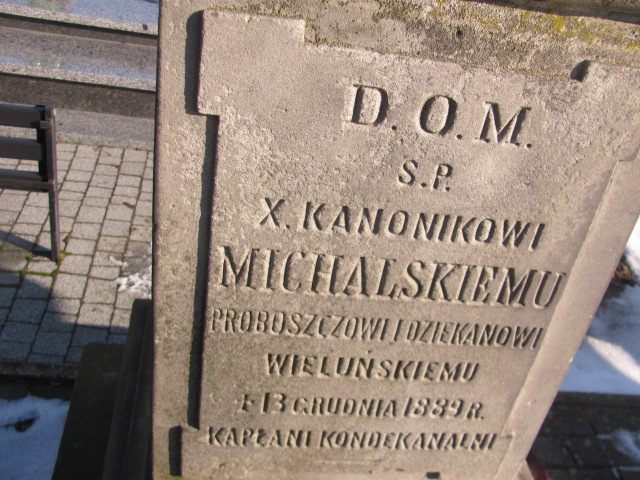 D.O.M.
S.P.
X. KANONIKOWI
MICHALSKIEMU
PROBOSZCZOWI I DZIEKANOWI
WIELUŃSKIEMU
† 13 GRUDNIA 1889 R.
KAPŁANI KONDEKANALNI